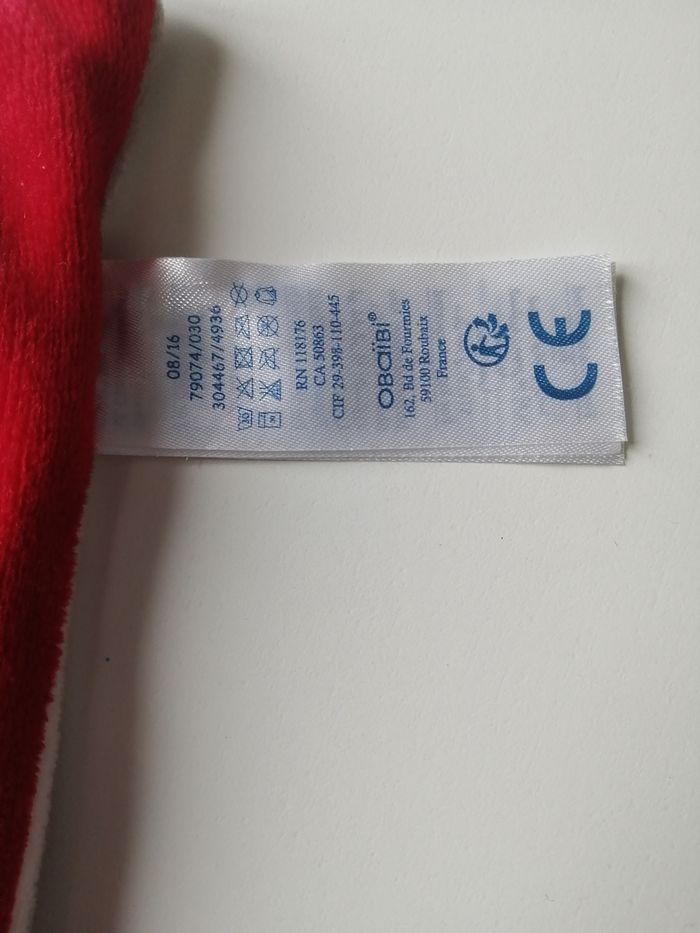 08/16
79074/030
304467/4936
RN 118176
CA 50863
CIF 29-398-110-445
OBAÏBI®
162, Bd de Fourmies
59100 Roubaix
France
CE